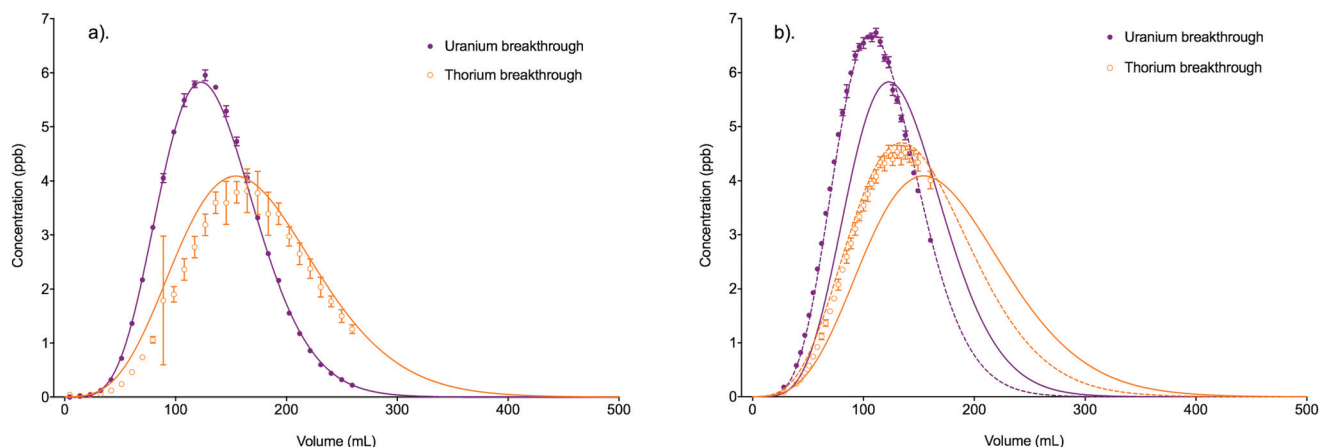 a).
Uranium breakthrough
Thorium breakthrough
Concentration (ppb)
7
6
5
4
3
2
1
0
0
100
200
300
400
500
Volume (mL)
b).
Uranium breakthrough
Thorium breakthrough
Concentration (ppb)
7
6
5
4
3
2
1
0
0
100
200
300
400
500
Volume (mL)